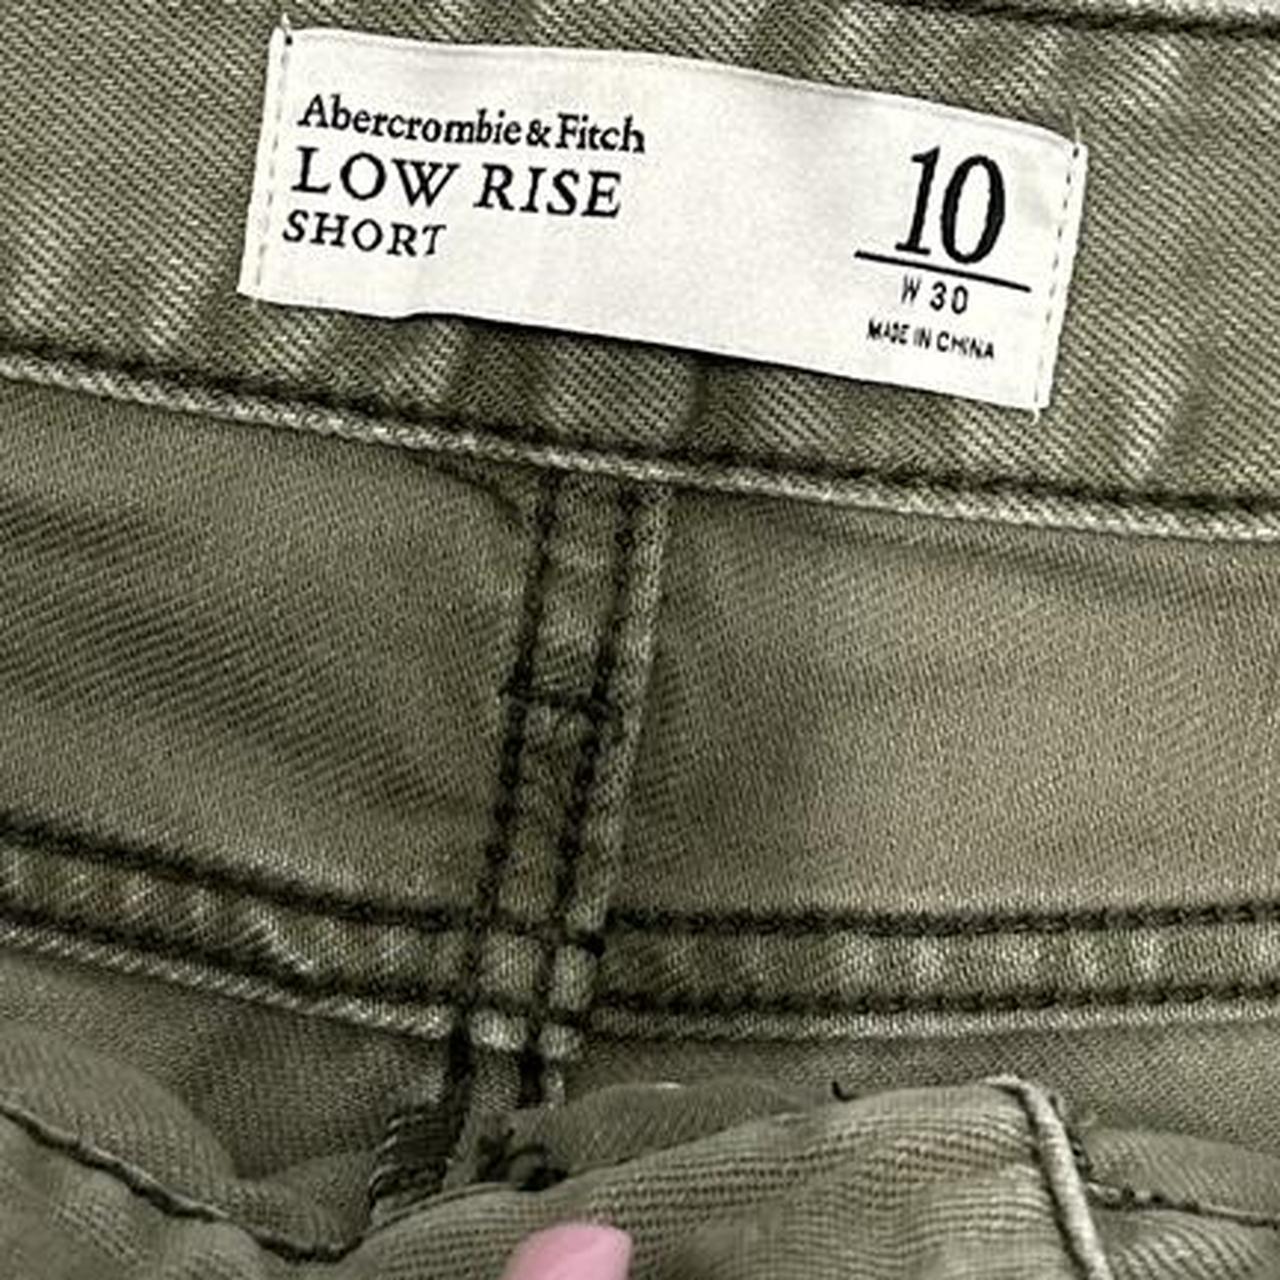 Abercrombie & Fitch
LOW RISE
SHORT
10
W 30
MADE IN CHINA